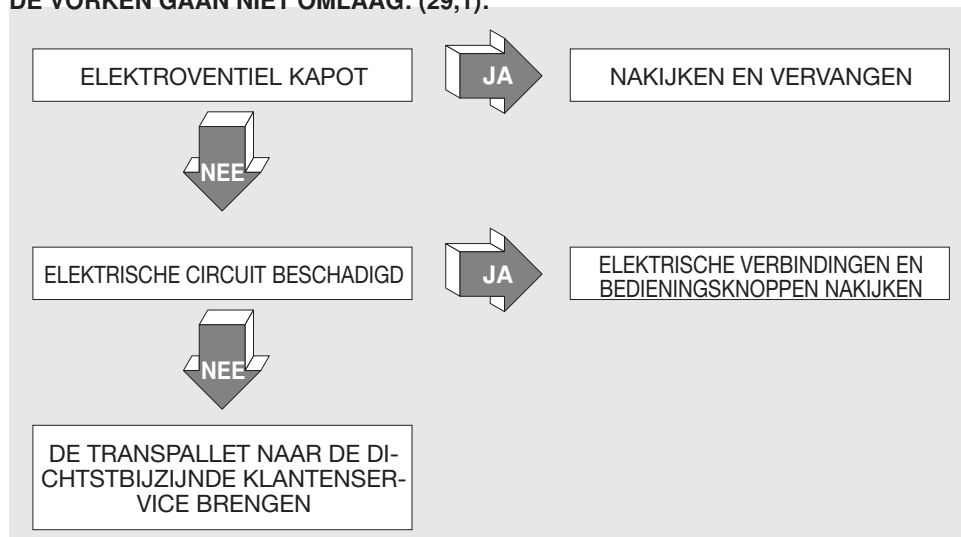 DE VORKEN GAAN NIET OMLAAG: (29,1):
ELEKTROVENTIEL KAPOT
JA
NAKIJKEN EN VERVANGEN
NEE
ELEKTRISCHE CIRCUIT BESCHADIGD
JA
ELEKTRISCHE VERBINDINGEN EN
BEDIENINGSKNOPPEN NAKIJKEN
NEE
DE TRANSPALLET NAAR DE DI-
CHTSTBIJZIJNDE KLANTENSER-
VICE BRENGEN